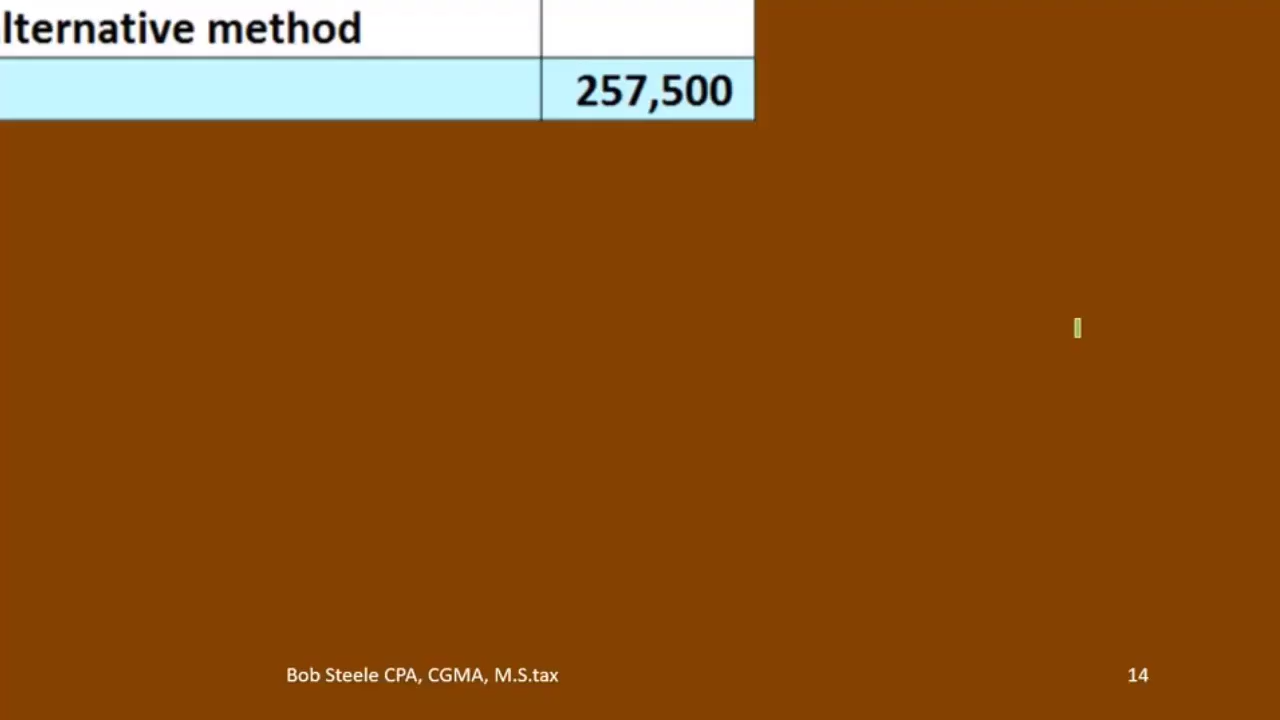 lternative method
257,500
Bob Steele CPA, CGMA, M.S.tax
14